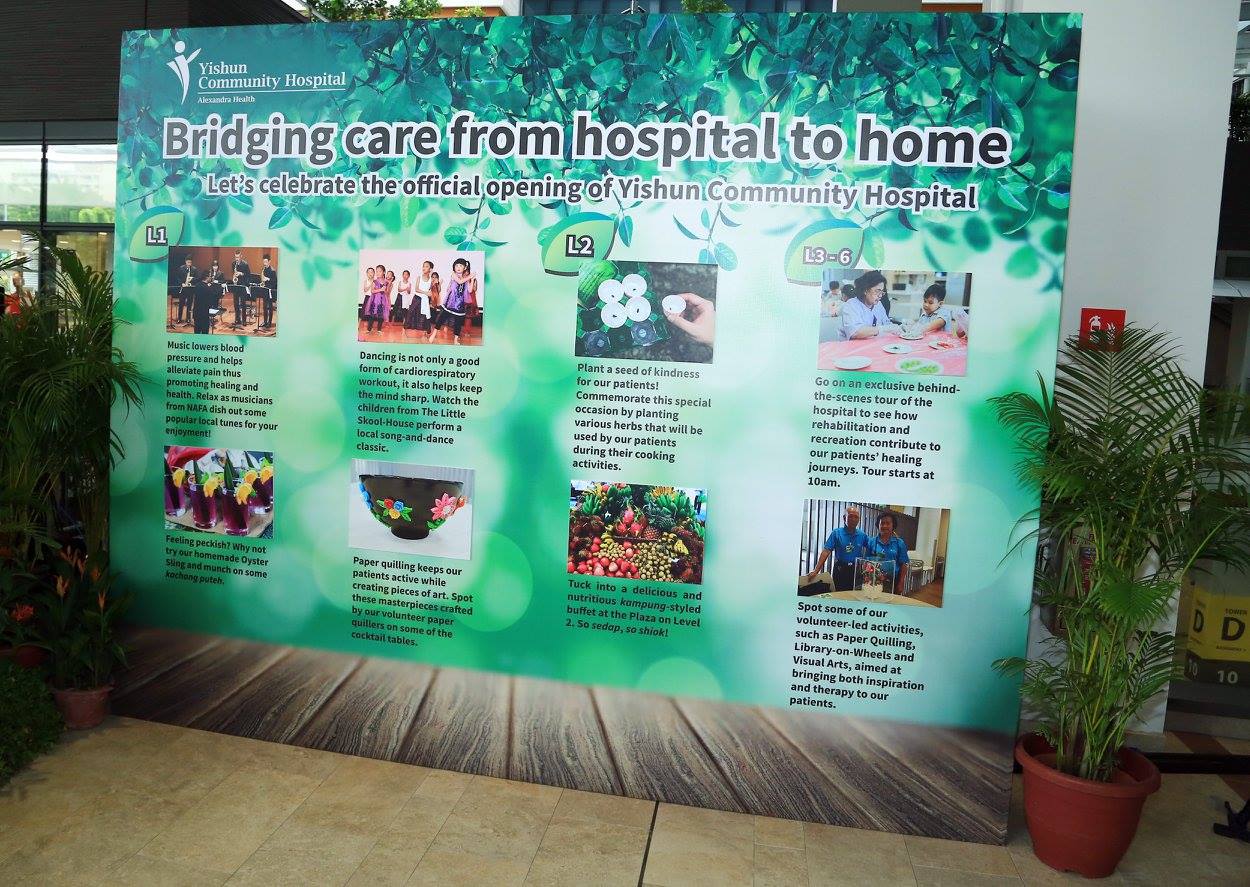 Yishun
Community Hospital
Alexandra Health
Bridging care from hospital to home
Let's celebrate the official opening of Yishun Community Hospital
L1
Music lowers blood
pressure and helps
alleviate pain thus
promoting healing and
health. Relax as musicians
from NAFA dish out some
popular local tunes for your
enjoyment!
Feeling peckish? Why not
try our homemade Oyster
Sling and munch on some
kachang puteh.
Dancing is not only a good
form of cardiorespiratory
workout, it also helps keep
the mind sharp. Watch the
children from The Little
Skool-House perform a
local song-and-dance
classic.
Paper quilling keeps our
patients active while
creating pieces of art. Spot
these masterpieces crafted
by our volunteer paper
quillers on some of the
cocktail tables.
L2
Plant a seed of kindness
for our patients!
Commemorate this special
occasion by planting
various herbs that will be
used by our patients
during their cooking
activities.
Tuck into a delicious and
nutritious kampung-styled
buffet at the Plaza on Level
2. So sedap, so shiok!
L3-6
Go on an exclusive behind-
the-scenes tour of the
hospital to see how
rehabilitation and
recreation contribute to
our patients' healing
journeys. Tour starts at
10am.
Spot some of our
volunteer-led activities,
such as Paper Quilling,
Library-on-Wheels and
Visual Arts, aimed at
bringing both inspiration
and therapy to our
patients.
TOWER
D D
10 10